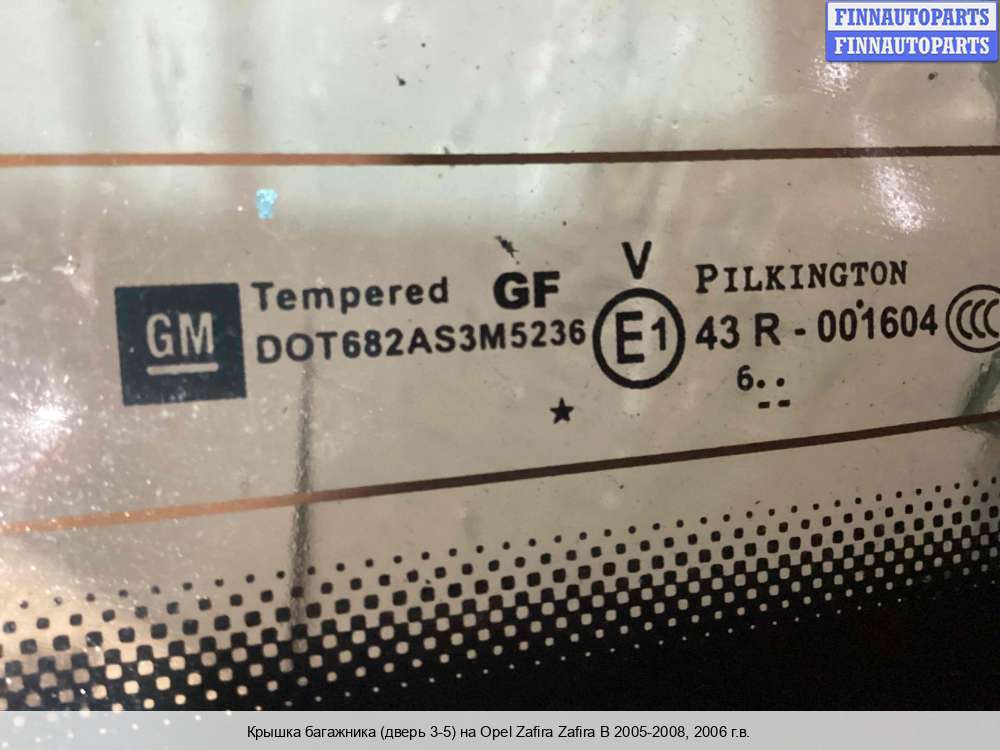 FINNAUTOPARTS
FINNAUTOPARTS
GM
Tempered GF
DOT682AS3M5236
★
V
E1
PILKINGTON
43 R - 001604
CCC
6..
--
Крышка багажника (дверь 3-5) на Opel Zafira Zafira B 2005-2008, 2006 г.в.